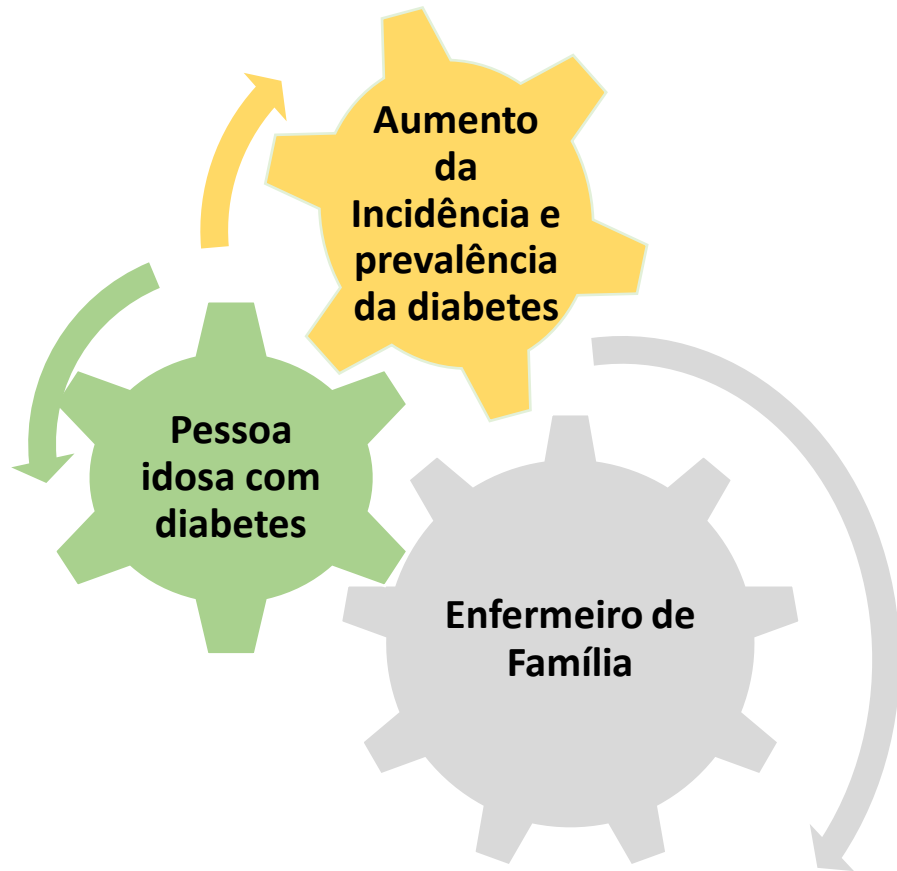 Aumento
da
Incidência e
prevalência
da diabetes
Pessoa
idosa com
diabetes
Enfermeiro de
Família